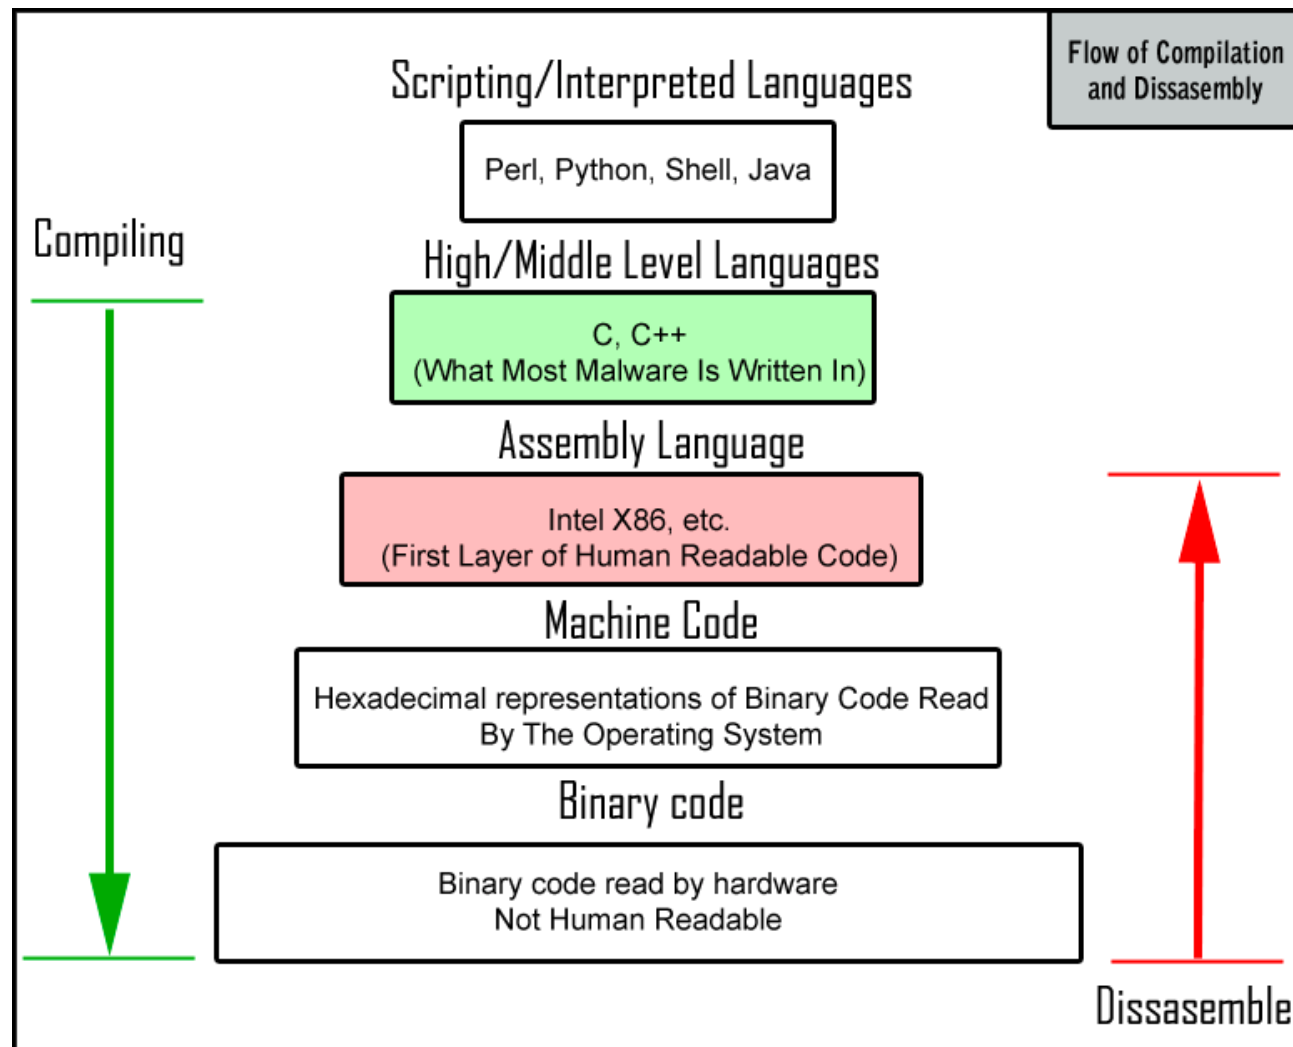 Flow of Compilation
and Dissasembly
Scripting/Interpreted Languages
Perl, Python, Shell, Java
Compiling
High/Middle Level Languages
C, C++
(What Most Malware Is Written In)
Assembly Language
Intel X86, etc.
(First Layer of Human Readable Code)
Machine Code
Hexadecimal representations of Binary Code Read
By The Operating System
Binary code
Binary code read by hardware
Not Human Readable
Dissasemble